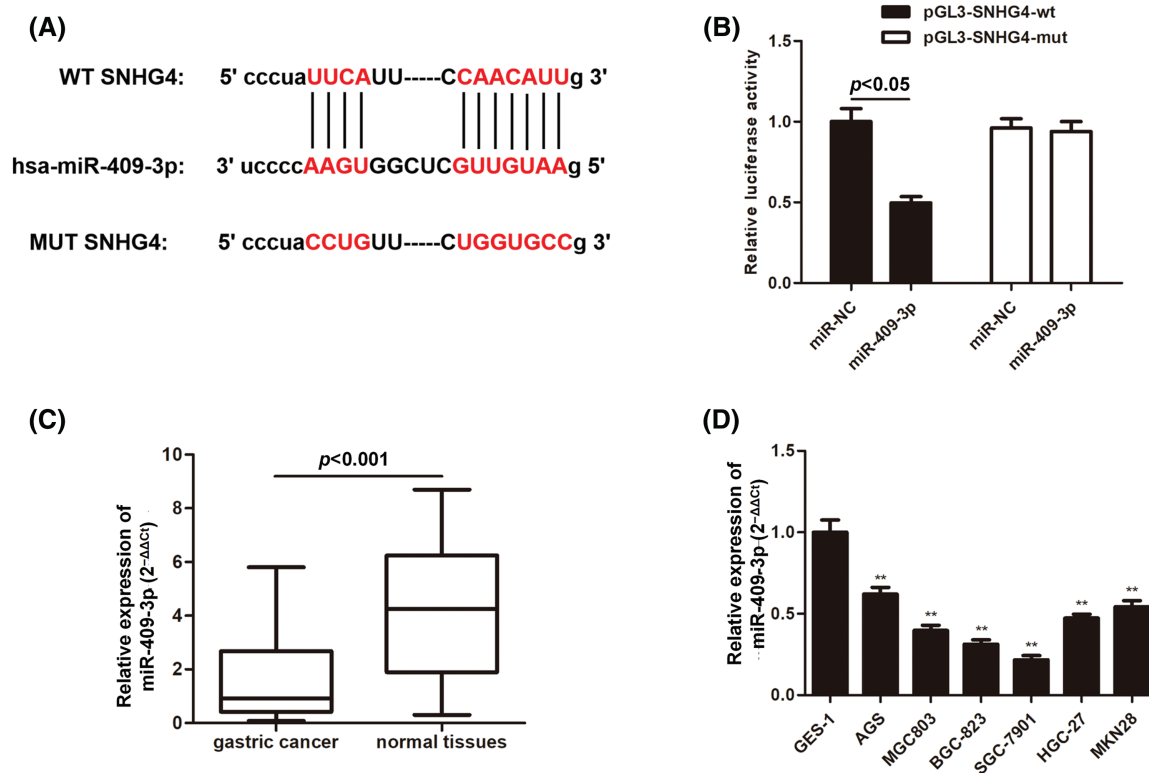 (A)
WT SNHG4: 5' cccuaUUCAUU-----CCAACAUUg 3'
hsa-miR-409-3p: 3' uccccAAGUGGCUCGUUGUAAg 5'
MUT SNHG4: 5' cccuaCCUGUU-----CUGGUGCCg 3'
(B)
pGL3-SNHG4-wt
pGL3-SNHG4-mut
Relative luciferase activity
1.5
1.0
0.5
0.0
p<0.05
miR-NC
miR-409-3p
miR-NC
miR-409-3p
(C)
Relative expression of
miR-409-3p (2⁻ΔΔCt)
10
8
6
4
2
0
p<0.001
gastric cancer
normal tissues
(D)
Relative expression of
miR-409-3p (2⁻ΔΔCt)
1.5
1.0
0.5
0.0
**
**
**
**
**
**
GES-1
AGS
MGC803
BGC-823
SGC-7901
HGC-27
MKN28